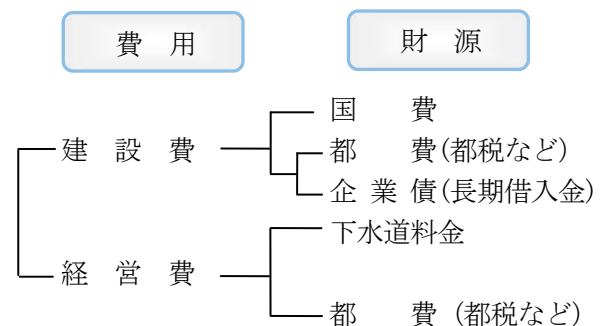 費用
財源
国費
建設費
都費(都税など)
企業債(長期借入金)
下水道料金
経営費
都費(都税など)